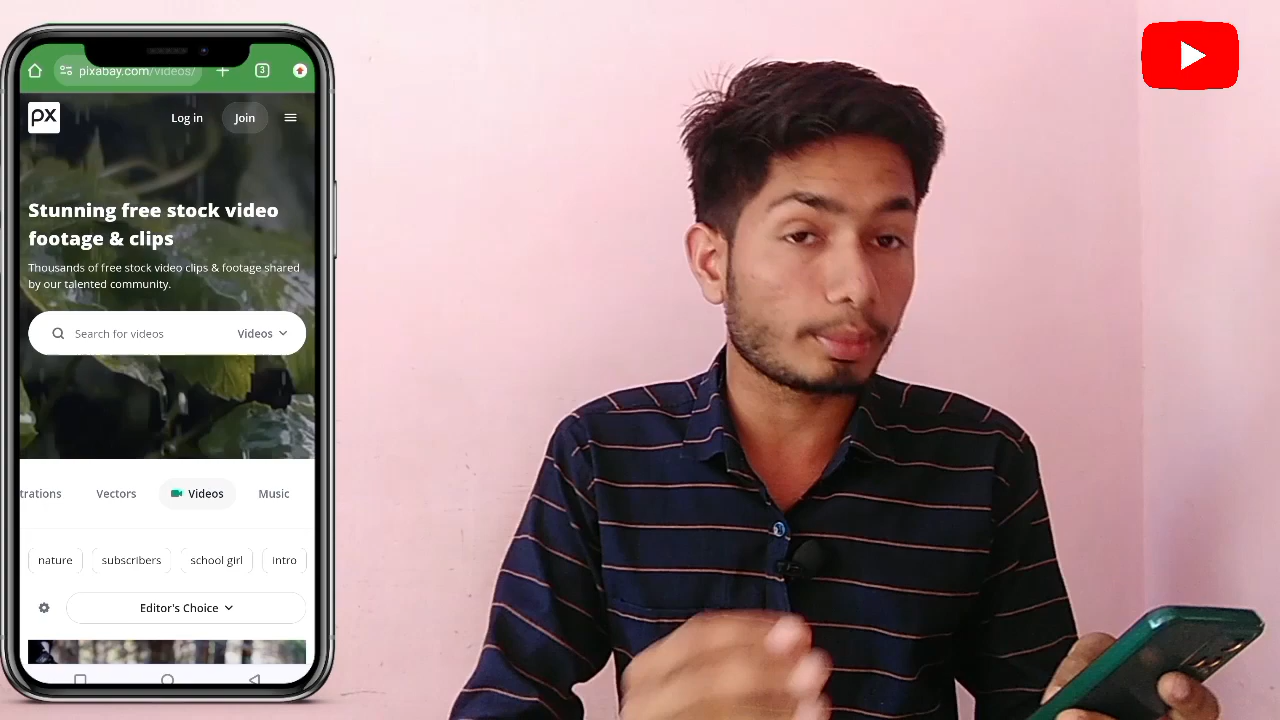 pixabay.com/videos/
3
px
Log in
Join
Stunning free stock video
footage & clips
Thousands of free stock video clips & footage shared
by our talented community.
Search for videos
Videos
trations
Vectors
Videos
Music
nature
subscribers
school girl
intro
Editor's Choice